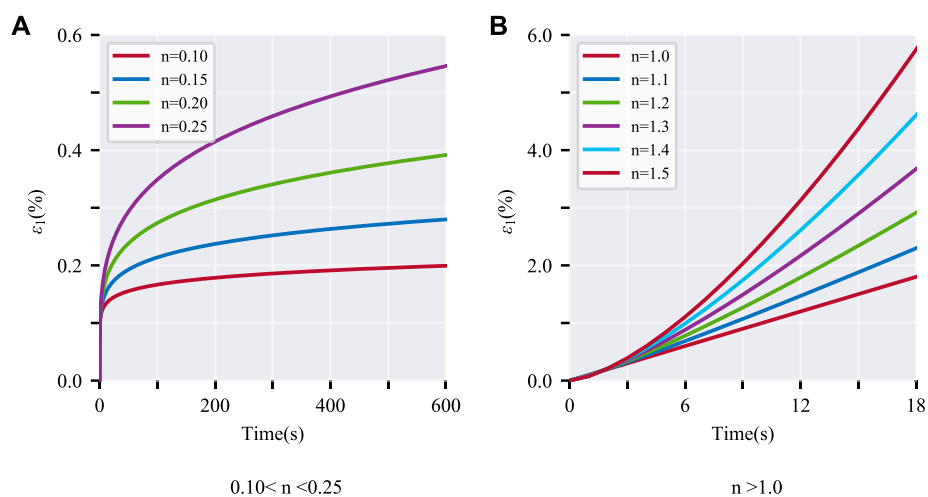 A
0.6
0.4
0.2
0.0
ε1(%)
n=0.10
n=0.15
n=0.20
n=0.25
0 200 400 600
Time(s)
0.10< n <0.25
B
6.0
4.0
2.0
0.0
ε1(%)
n=1.0
n=1.1
n=1.2
n=1.3
n=1.4
n=1.5
0 6 12 18
Time(s)
n >1.0